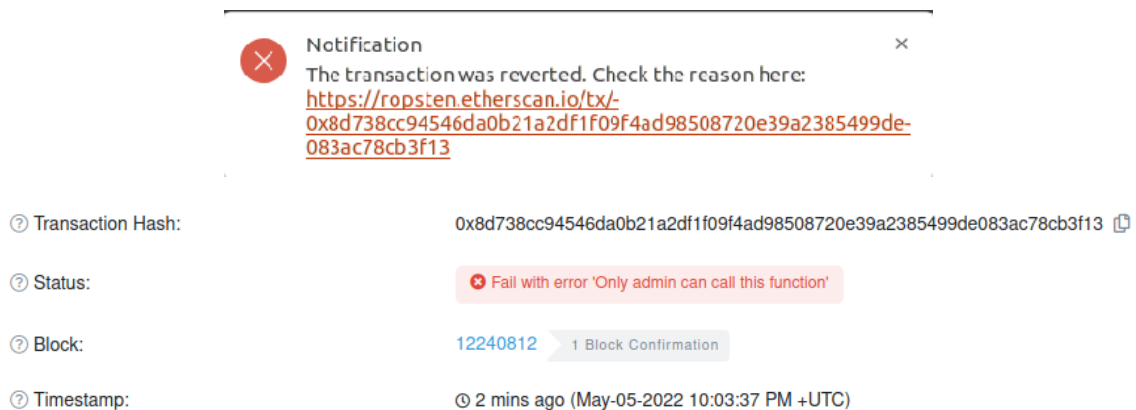 Notification
The transaction was reverted. Check the reason here:
https://ropsten.etherscan.io/tx/-
0x8d738cc94546da0b21a2df1f09f4ad98508720e39a2385499de-
083ac78cb3f13
Transaction Hash: 0x8d738cc94546da0b21a2df1f09f4ad98508720e39a2385499de083ac78cb3f13
Status: Fail with error 'Only admin can call this function'
Block: 12240812 1 Block Confirmation
Timestamp: 2 mins ago (May-05-2022 10:03:37 PM +UTC)